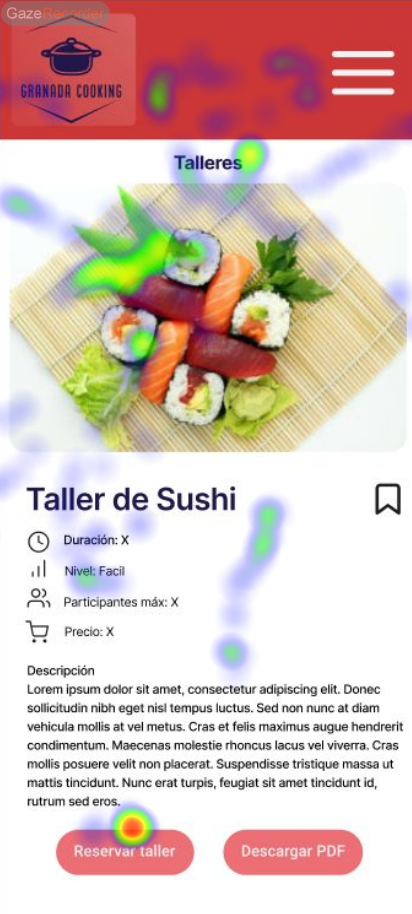 GazeRecorder
GRANADA COOKING
Talleres
Taller de Sushi
Duración: X
Nivel: Facil
Participantes máx: X
Precio: X
Descripción
Lorem ipsum dolor sit amet, consectetur adipiscing elit. Donec
sollicitudin nibh eget nisl tempus luctus. Sed non nunc at diam
vehicula mollis at vel metus. Cras et felis maximus augue hendrerit
condimentum. Maecenas molestie rhoncus lacus vel viverra. Cras
mollis posuere velit non placerat. Suspendisse tristique massa ut
mattis tincidunt. Nunc erat turpis, feugiat sit amet tincidunt id,
rutrum sed eros.
Reservar taller
Descargar PDF